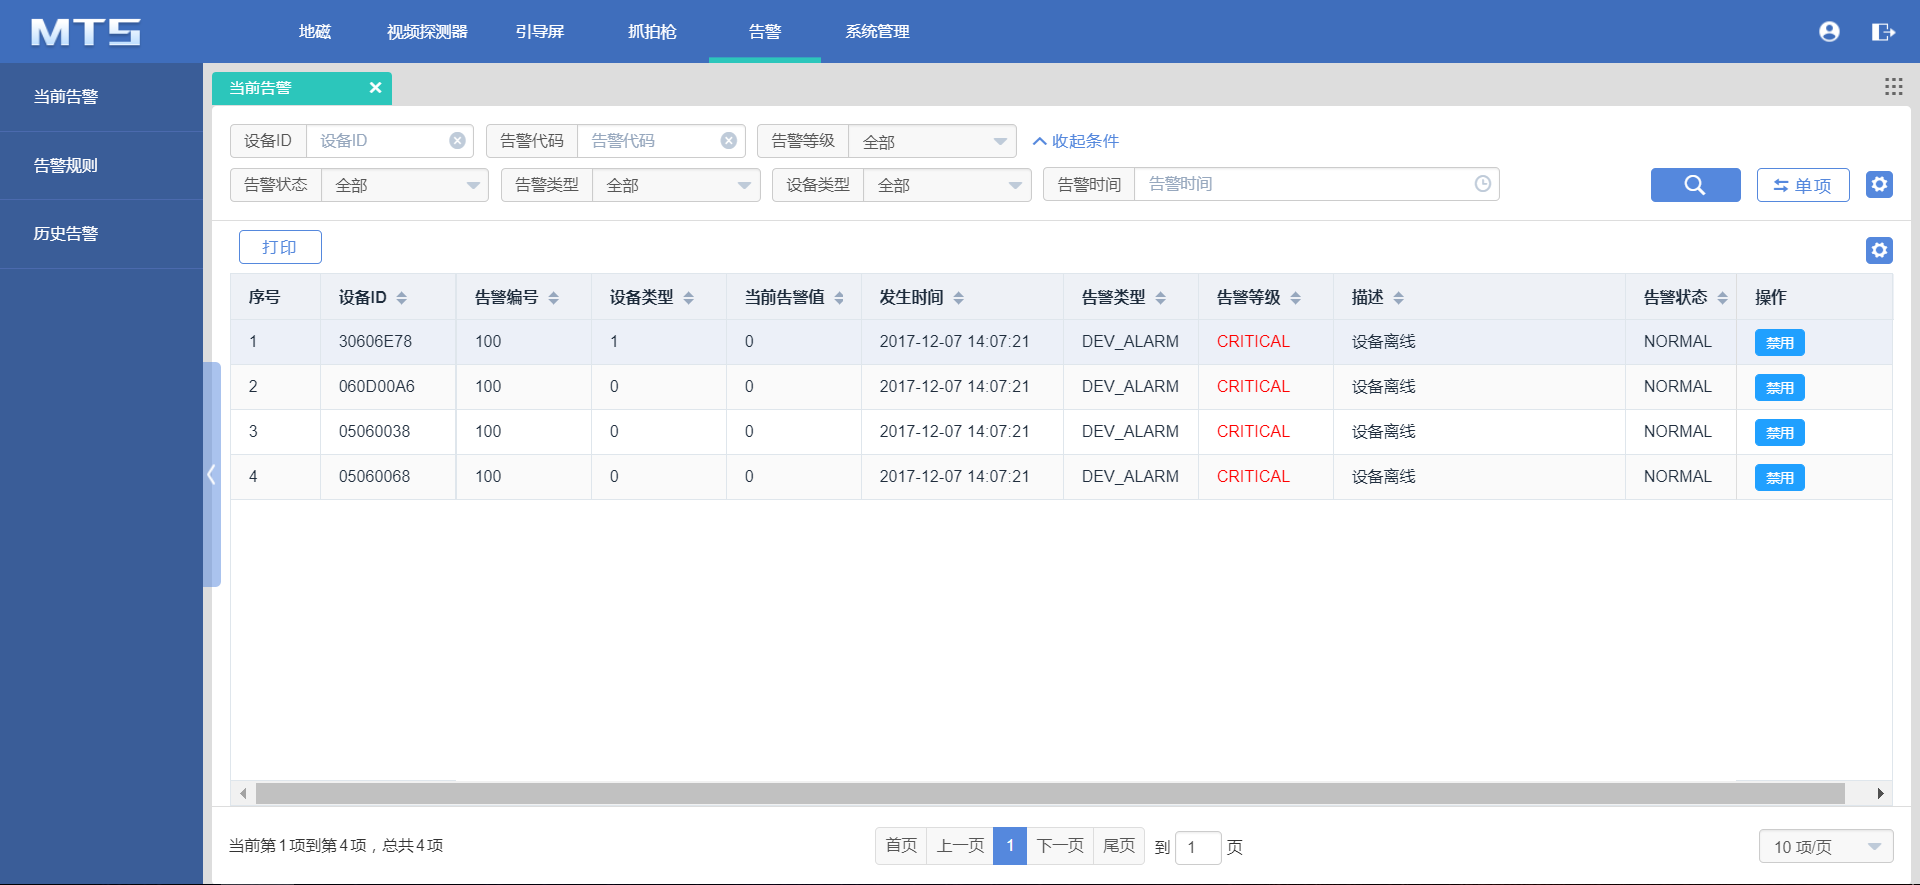 MTS 地磁 视频探测器 引导屏 抓拍枪 告警 系统管理
当前告警
告警规则
历史告警
当前告警
设备ID 设备ID 告警代码 告警代码 告警等级 全部 收起条件
告警状态 全部 告警类型 全部 设备类型 全部 告警时间 告警时间 单项
打印
序号 设备ID 告警编号 设备类型 当前告警值 发生时间 告警类型 告警等级 描述 告警状态 操作
1 30606E78 100 1 0 2017-12-07 14:07:21 DEV_ALARM CRITICAL 设备离线 NORMAL 禁用
2 060D00A6 100 0 0 2017-12-07 14:07:21 DEV_ALARM CRITICAL 设备离线 NORMAL 禁用
3 05060038 100 0 0 2017-12-07 14:07:21 DEV_ALARM CRITICAL 设备离线 NORMAL 禁用
4 05060068 100 0 0 2017-12-07 14:07:21 DEV_ALARM CRITICAL 设备离线 NORMAL 禁用
当前第1项到第4项，总共4项 首页 上一页 1 下一页 尾页 到 1 页 10 项/页